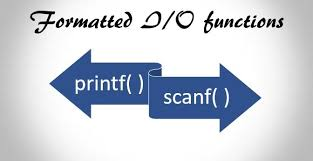 Formatted I/O functions
printf( )
scanf( )